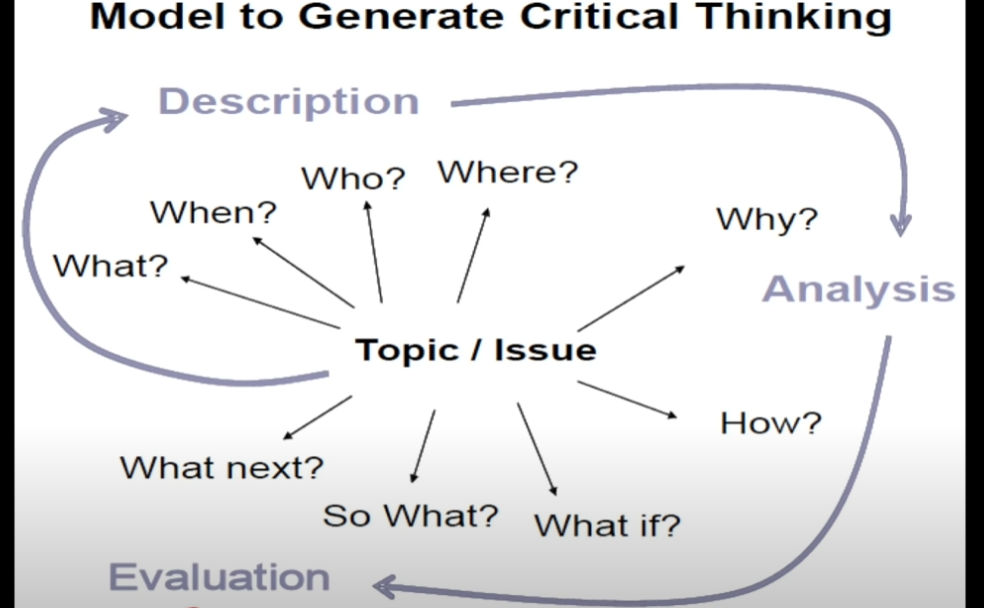 Model to Generate Critical Thinking
Description
Who? Where?
When?
Why?
What?
Analysis
Topic / Issue
How?
What next?
So What?
What if?
Evaluation